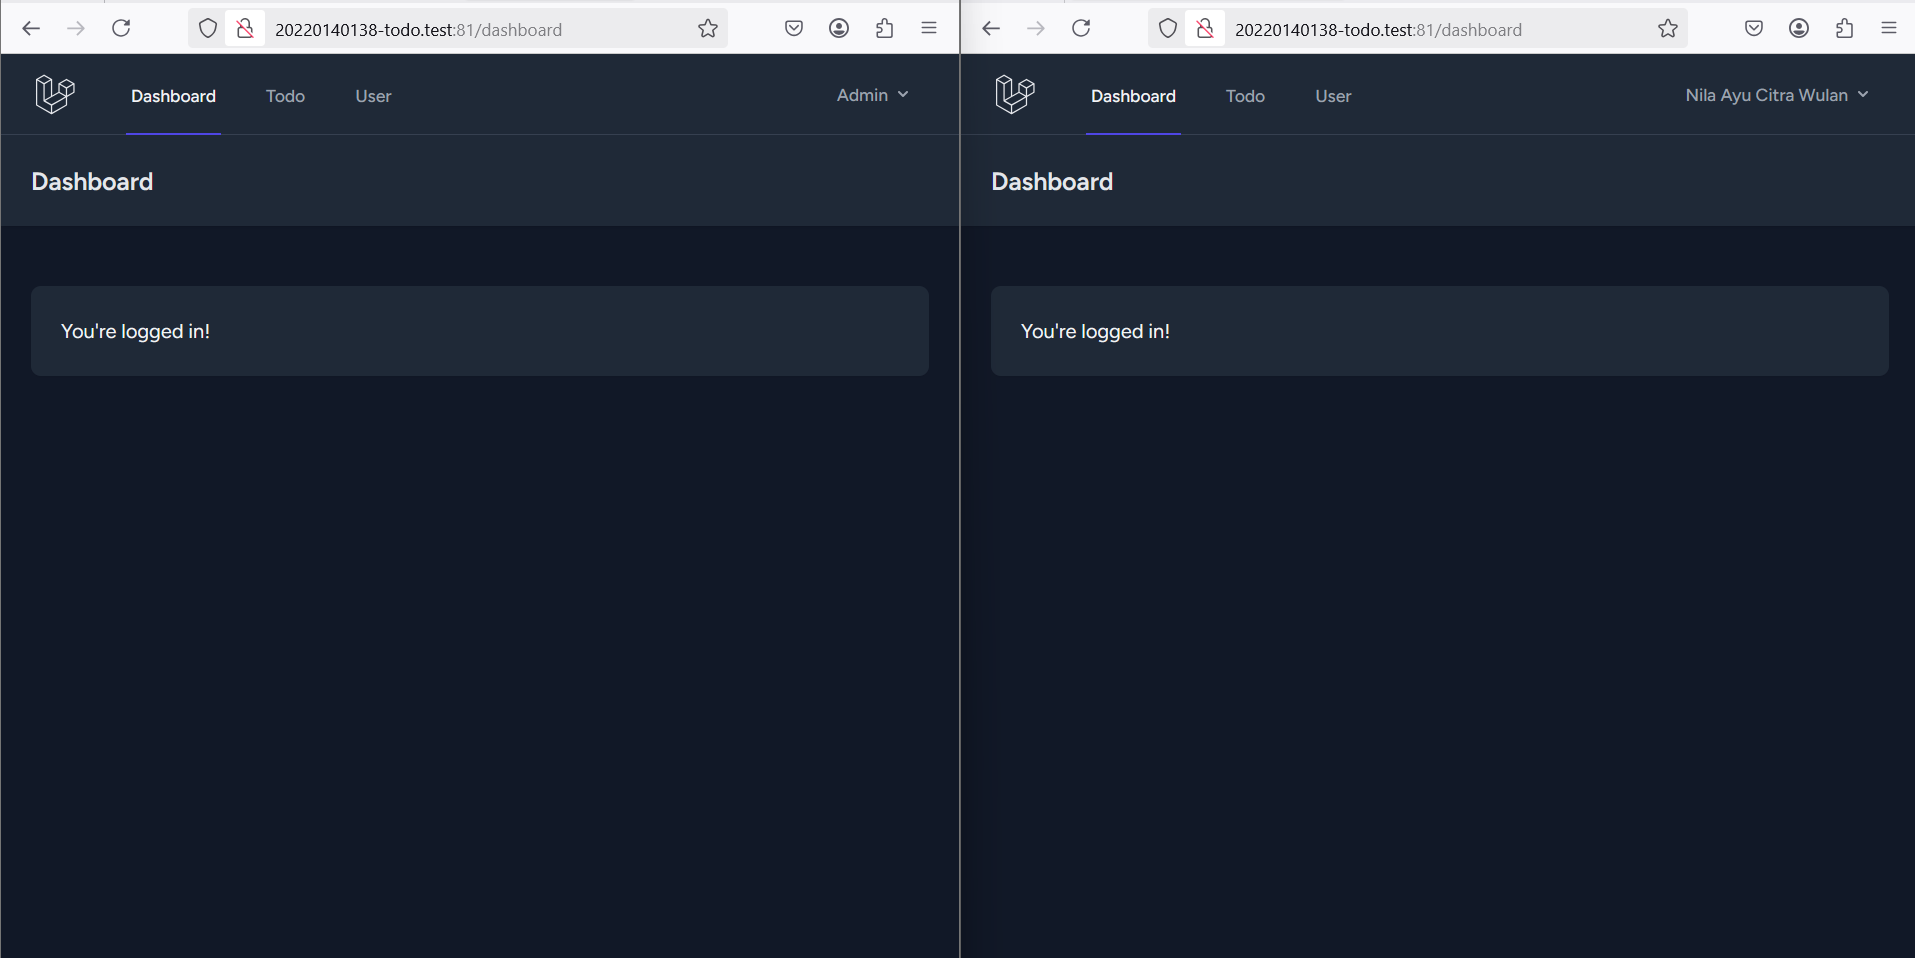 20220140138-todo.test:81/dashboard
Dashboard Todo User Admin
Dashboard
You're logged in!
20220140138-todo.test:81/dashboard
Dashboard Todo User Nila Ayu Citra Wulan
Dashboard
You're logged in!